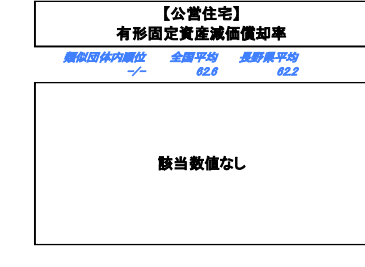 【公営住宅】
有形固定資産減価償却率
類似団体内順位 全国平均 長野県平均
-/- 62.6 62.2
該当数値なし